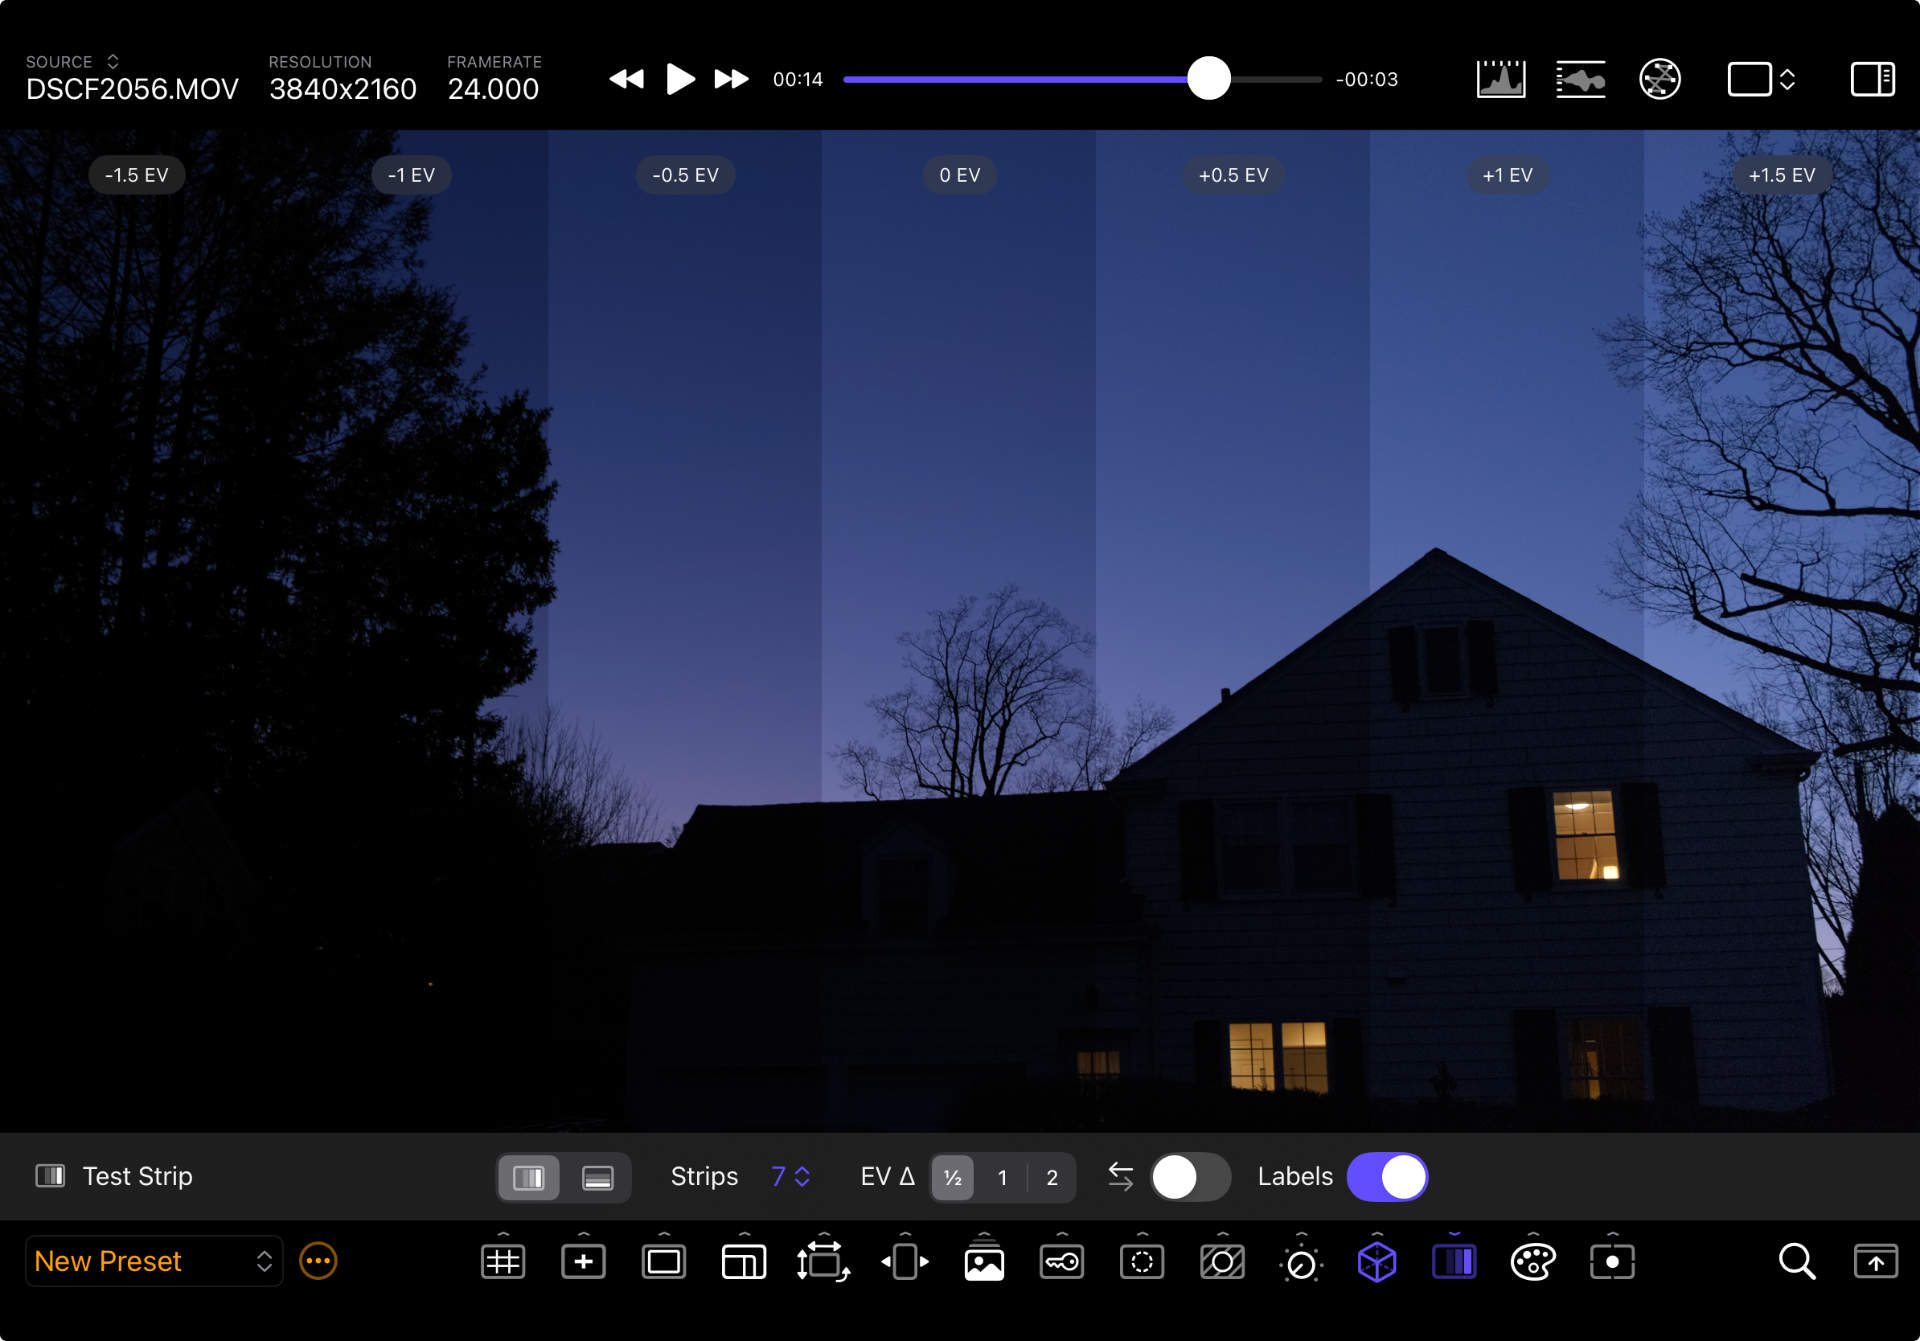 SOURCE RESOLUTION FRAMERATE
DSCF2056.MOV 3840x2160 24.000 00:14 -00:03
-1.5 EV -1 EV -0.5 EV 0 EV +0.5 EV +1 EV +1.5 EV
Test Strip Strips 7 EV Δ ½ 1 2 Labels
New Preset